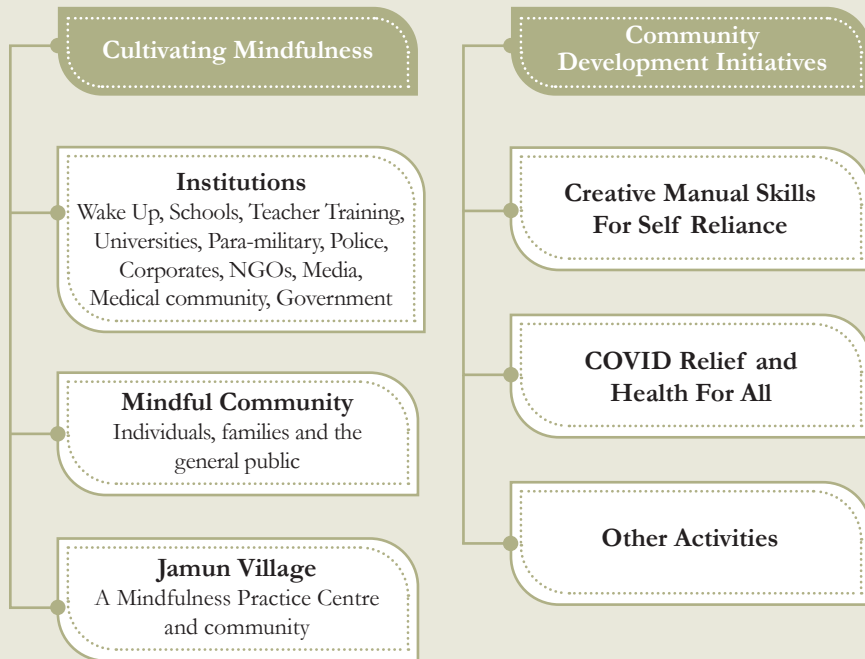 Cultivating Mindfulness
Institutions
Wake Up, Schools, Teacher Training,
Universities, Para-military, Police,
Corporates, NGOs, Media,
Medical community, Government
Mindful Community
Individuals, families and the
general public
Jamun Village
A Mindfulness Practice Centre
and community
Community
Development Initiatives
Creative Manual Skills
For Self Reliance
COVID Relief and
Health For All
Other Activities